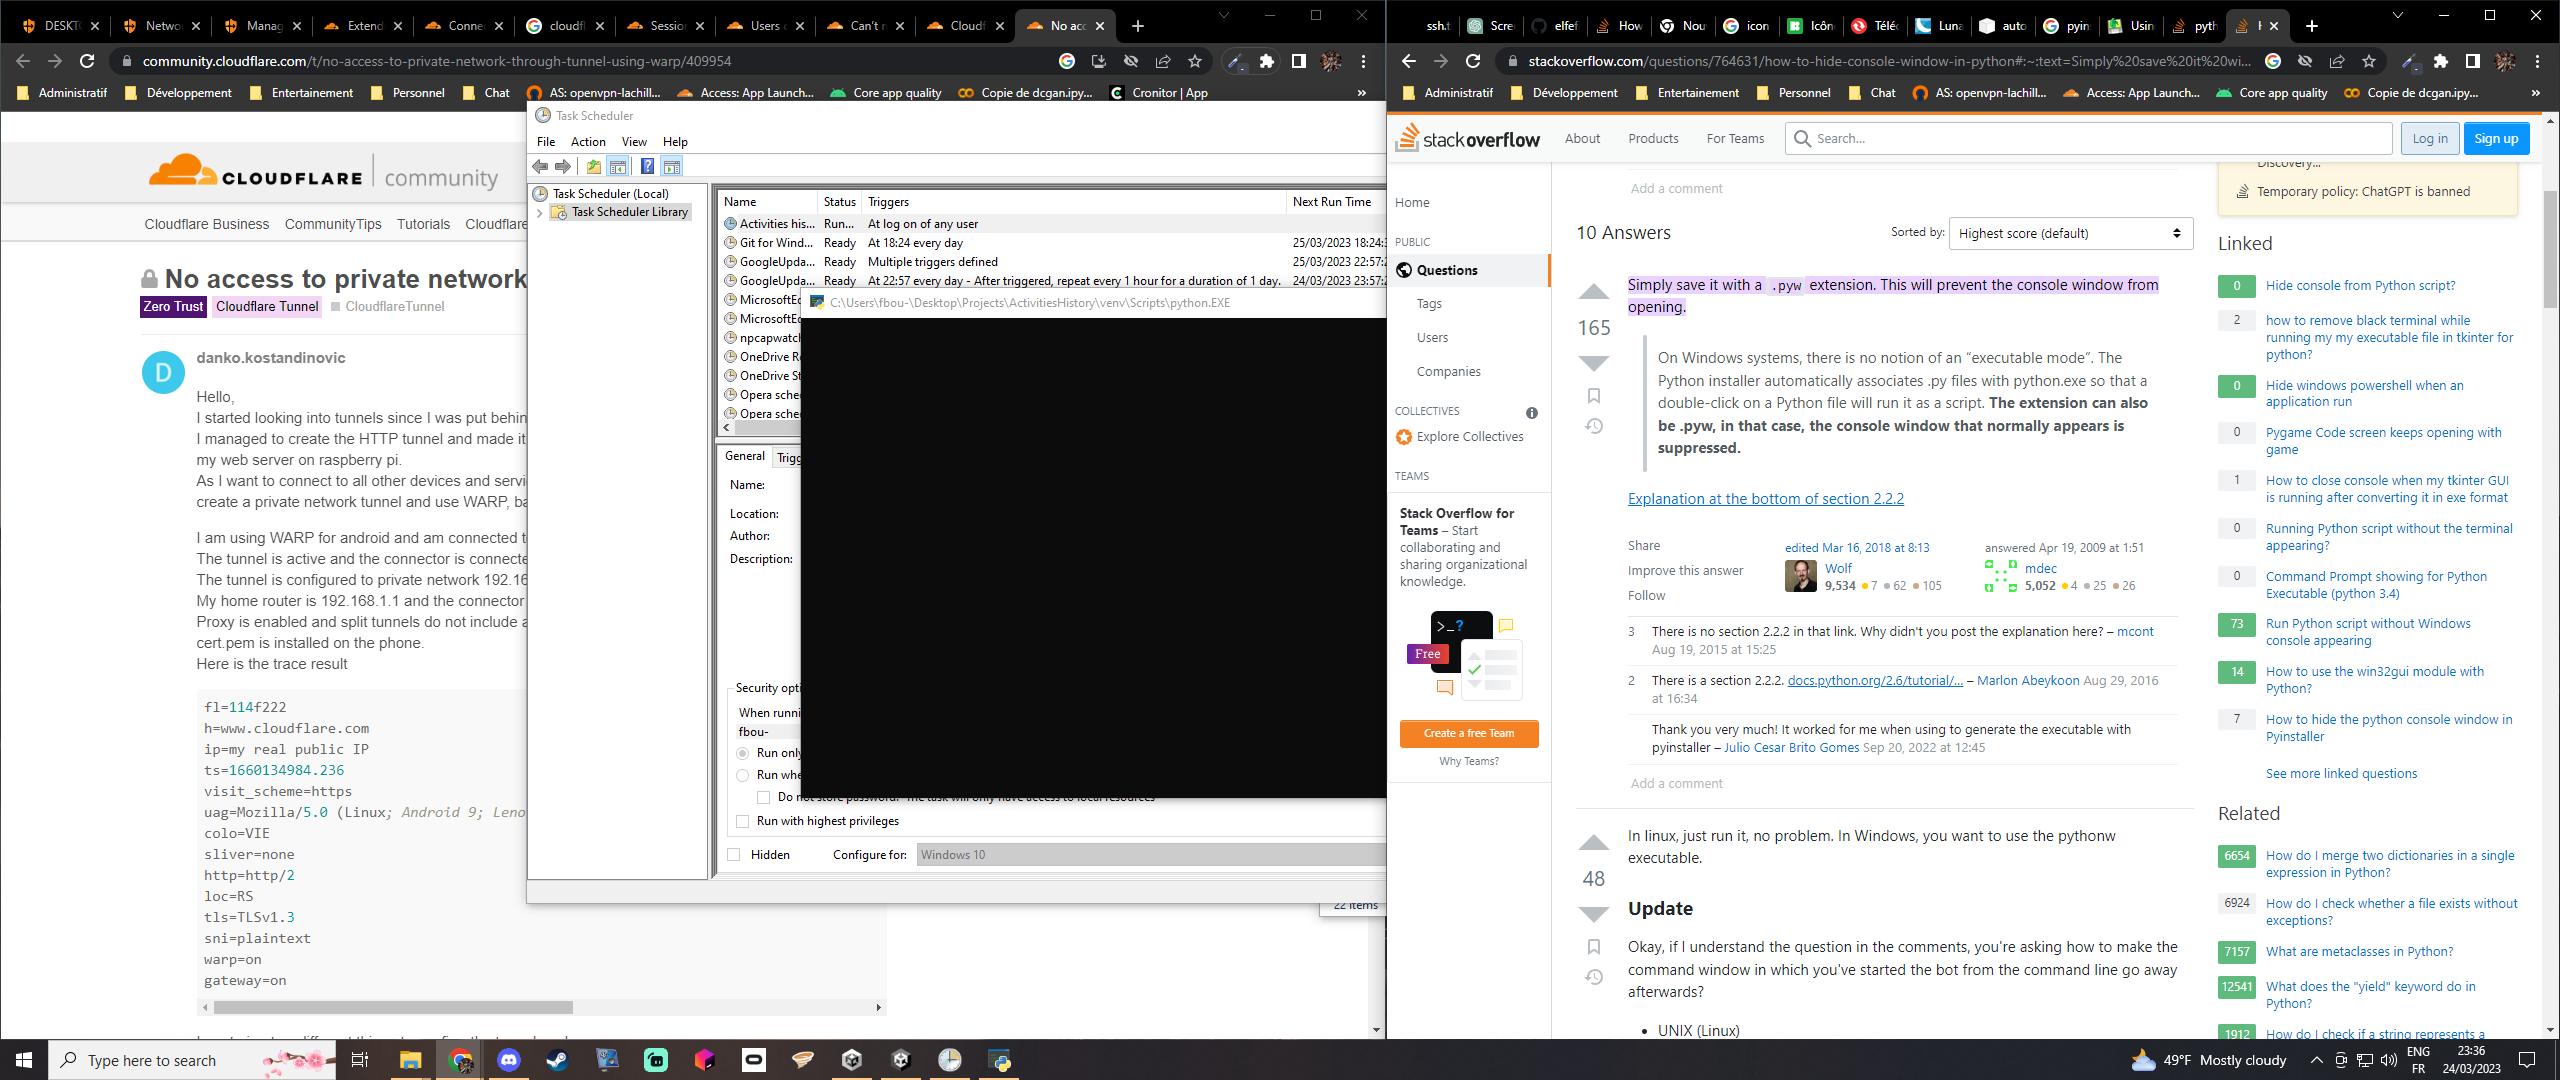 DESKT
Netwo
Manag
Extend
Connec
cloudfl
Session
Users
Can't r
Cloudf
No acc
community.cloudflare.com/t/no-access-to-private-network-through-tunnel-using-warp/409954
Administratif
Développement
Entertainement
Personnel
Chat
AS: openvpn-lachill...
Access: App Launch...
Core app quality
Copie de dcgan.ipy...
Cronitor | App
»
CLOUDFLARE | community
Cloudflare Business CommunityTips Tutorials Cloudflare
No access to private network
Zero Trust Cloudflare Tunnel CloudflareTunnel
D
danko.kostandinovic
Hello,
I started looking into tunnels since I was put behin
I managed to create the HTTP tunnel and made it
my web server on raspberry pi.
As I want to connect to all other devices and servi
create a private network tunnel and use WARP, ba
I am using WARP for android and am connected t
The tunnel is active and the connector is connecte
The tunnel is configured to private network 192.16
My home router is 192.168.1.1 and the connector
Proxy is enabled and split tunnels do not include a
cert.pem is installed on the phone.
Here is the trace result
fl=114f222
h=www.cloudflare.com
ip=my real public IP
ts=1660134984.236
visit_scheme=https
uag=Mozilla/5.0 (Linux; Android 9; Leno
colo=VIE
sliver=none
http=http/2
loc=RS
tls=TLSv1.3
sni=plaintext
warp=on
gateway=on
Task Scheduler
File Action View Help
Task Scheduler (Local)
Task Scheduler Library
Name Status Triggers Next Run Time
Activities his... Run... At log on of any user
Git for Wind... Ready At 18:24 every day 25/03/2023 18:24:
GoogleUpda... Ready Multiple triggers defined 25/03/2023 22:57:
GoogleUpda... Ready At 22:57 every day - After triggered, repeat every 1 hour for a duration of 1 day. 24/03/2023 23:57:
MicrosoftEd
MicrosoftEd
npcapwatch
OneDrive Re
OneDrive St
Opera sche
Opera sche
C:\Users\fbou-\Desktop\Projects\ActivitiesHistory\venv\Scripts\python.EXE
General Trigg
Name:
Location:
Author:
Description:
Security opti
When runni
fbou-
Run only
Run whe
Do not store password. The task will only have access to local resources
Run with highest privileges
Hidden Configure for: Windows 10
22 items
ssh.t
Scre
elfef
How
Nou
icon
Icôn
Télé
Luna
auto
pyin
Usin
pyth
H
stackoverflow.com/questions/764631/how-to-hide-console-window-in-python#:~:text=Simply%20save%20it%20wi...
Administratif
Développement
Entertainement
Personnel
Chat
AS: openvpn-lachill...
Access: App Launch...
Core app quality
Copie de dcgan.ipy...
»
stackoverflow
About Products For Teams
Search...
Log in
Sign up
Home
PUBLIC
Questions
Tags
Users
Companies
COLLECTIVES
Explore Collectives
TEAMS
Stack Overflow for
Teams – Start
collaborating and
sharing organizational
knowledge.
>_?
Free
Create a free Team
Why Teams?
Add a comment
10 Answers
Sorted by: Highest score (default)
165
Simply save it with a .pyw extension. This will prevent the console window from
opening.
On Windows systems, there is no notion of an “executable mode”. The
Python installer automatically associates .py files with python.exe so that a
double-click on a Python file will run it as a script. The extension can also
be .pyw, in that case, the console window that normally appears is
suppressed.
Explanation at the bottom of section 2.2.2
Share
Improve this answer
Follow
edited Mar 16, 2018 at 8:13
Wolf
9,534 7 62 105
answered Apr 19, 2009 at 1:51
mdec
5,052 4 25 26
3 There is no section 2.2.2 in that link. Why didn't you post the explanation here? – mcont
Aug 19, 2015 at 15:25
2 There is a section 2.2.2. docs.python.org/2.6/tutorial/... – Marlon Abeykoon Aug 29, 2016
at 16:34
Thank you very much! It worked for me when using to generate the executable with
pyinstaller – Julio Cesar Brito Gomes Sep 20, 2022 at 12:45
Add a comment
48
In linux, just run it, no problem. In Windows, you want to use the pythonw
executable.
Update
Okay, if I understand the question in the comments, you're asking how to make the
command window in which you've started the bot from the command line go away
afterwards?
• UNIX (Linux)
Discovery...
Temporary policy: ChatGPT is banned
Linked
0 Hide console from Python script?
2 how to remove black terminal while
running my my executable file in tkinter for
python?
0 Hide windows powershell when an
application run
0 Pygame Code screen keeps opening with
game
1 How to close console when my tkinter GUI
is running after converting it in exe format
0 Running Python script without the terminal
appearing?
0 Command Prompt showing for Python
Executable (python 3.4)
73 Run Python script without Windows
console appearing
14 How to use the win32gui module with
Python?
7 How to hide the python console window in
Pyinstaller
See more linked questions
Related
6654 How do I merge two dictionaries in a single
expression in Python?
6924 How do I check whether a file exists without
exceptions?
7157 What are metaclasses in Python?
12541 What does the "yield" keyword do in
Python?
1912 How do I check if a string represents a
Type here to search
49°F Mostly cloudy
ENG
FR
23:36
24/03/2023